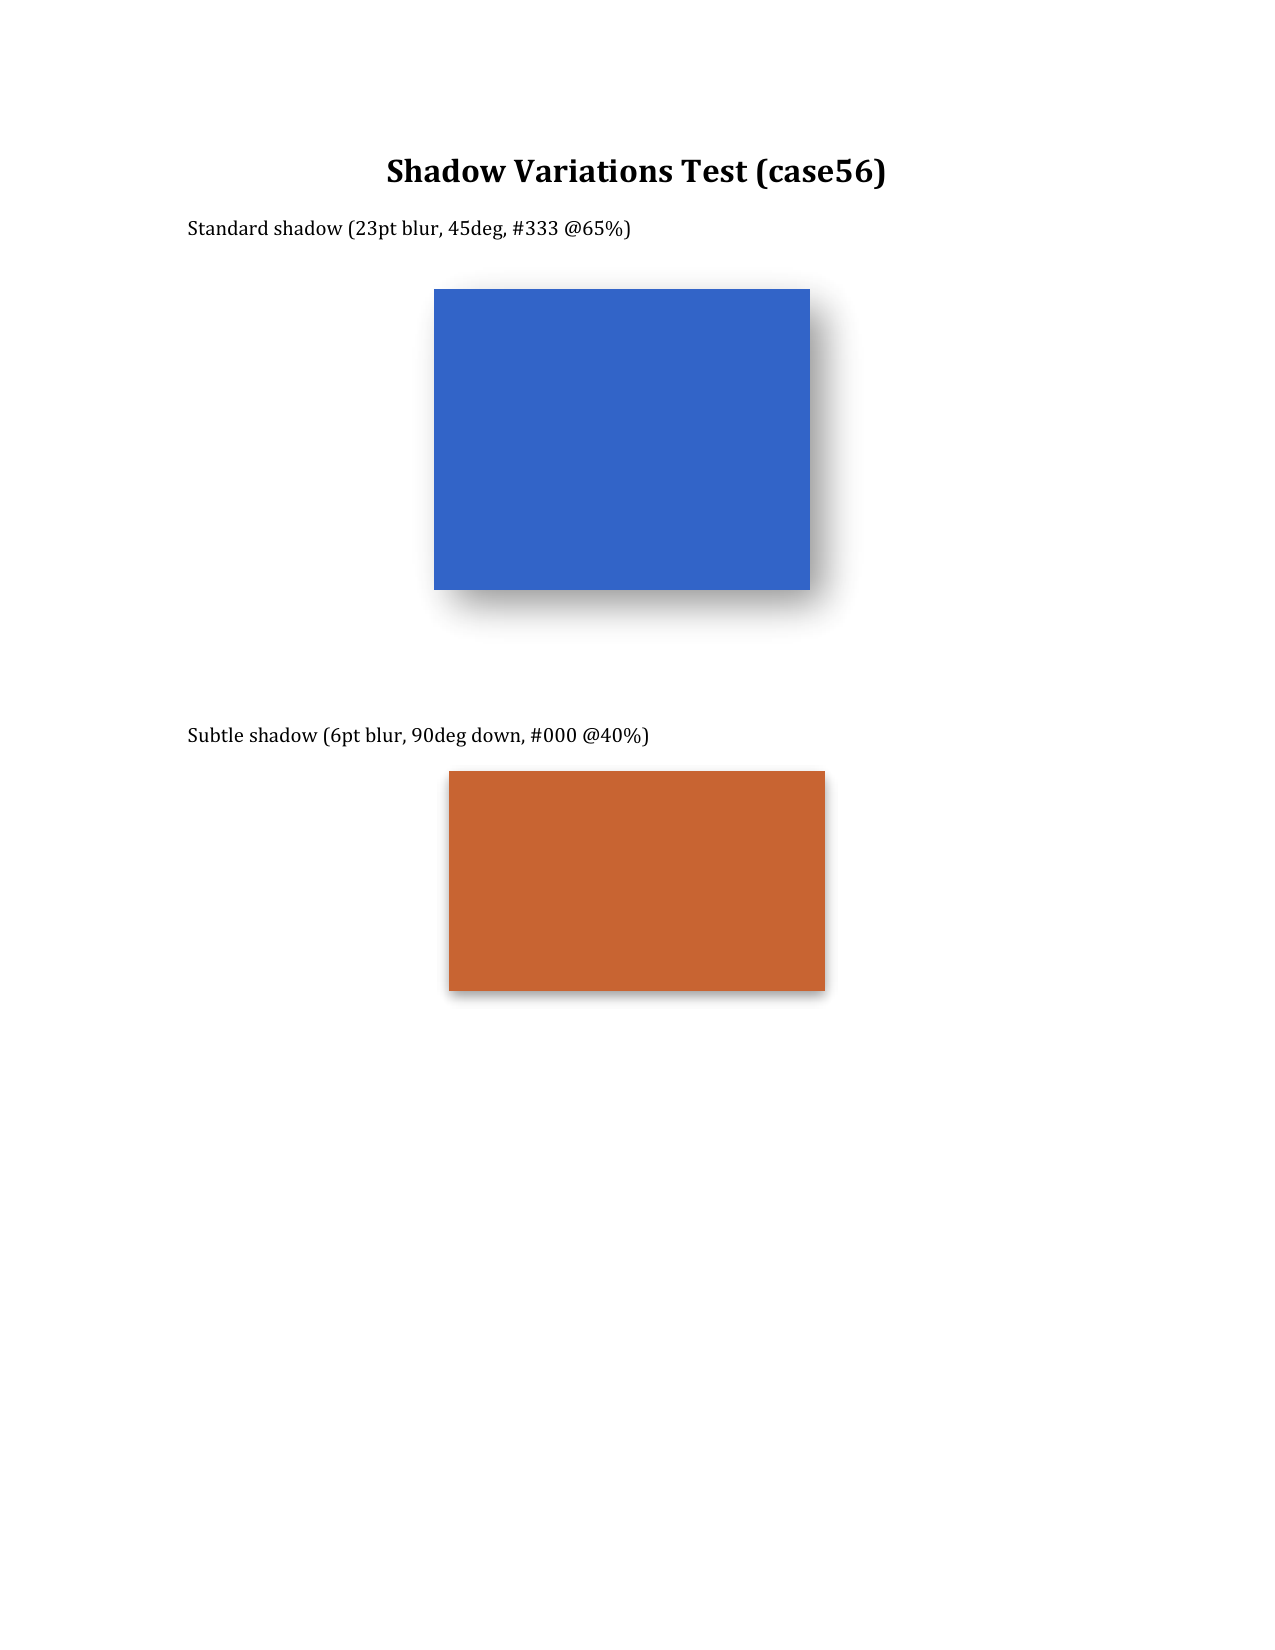 Shadow Variations Test (case56)
Standard shadow (23pt blur, 45deg, #333 @65%)
Subtle shadow (6pt blur, 90deg down, #000 @40%)